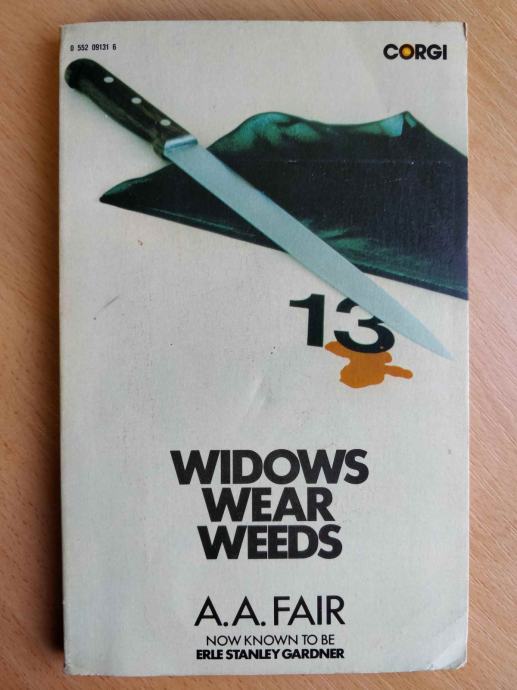 0 552 09131 6
CORGI
13
WIDOWS
WEAR
WEEDS
A.A. FAIR
NOW KNOWN TO BE
ERLE STANLEY GARDNER